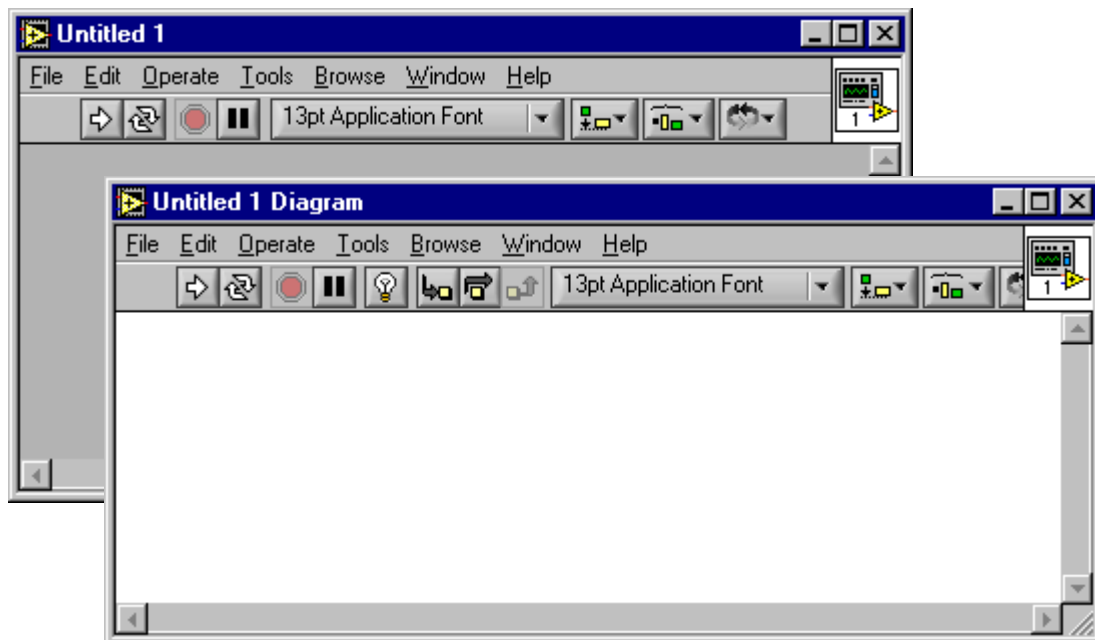 Untitled 1
File Edit Operate Tools Browse Window Help
13pt Application Font
1
Untitled 1 Diagram
File Edit Operate Tools Browse Window Help
13pt Application Font
1